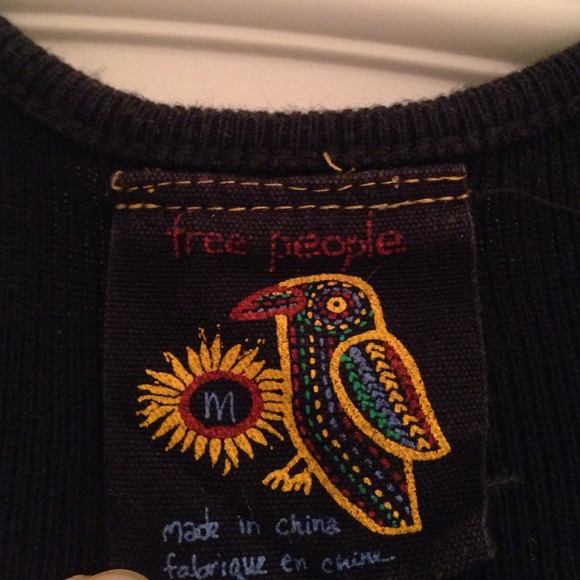 free people
M
made in china
fabrique en chine